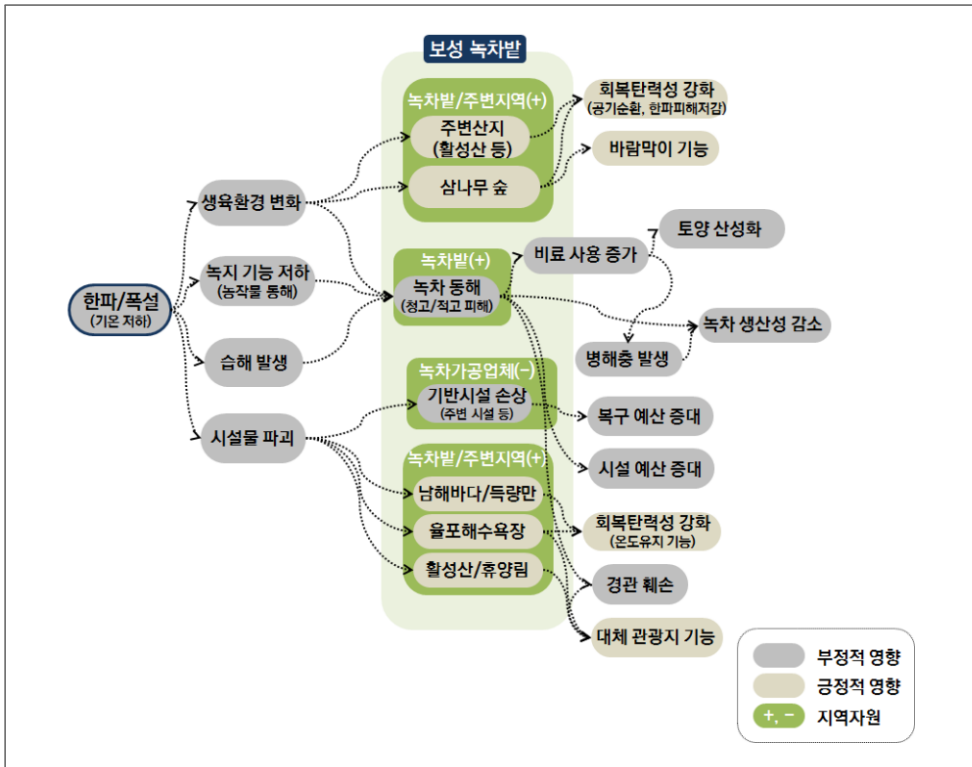 보성 녹차밭
녹차밭/주변지역(+)
주변산지
(활성산 등)
삼나무 숲
회복탄력성 강화
(공기순환, 한파피해저감)
바람막이 기능
생육환경 변화
녹지 기능 저하
(농작물 동해)
한파/폭설
(기온 저하)
습해 발생
시설물 파괴
녹차밭(+)
녹차 동해
(청고/적고 피해)
비료 사용 증가
토양 산성화
녹차 생산성 감소
병해충 발생
녹차가공업체(-)
기반시설 손상
(주변 시설 등)
복구 예산 증대
시설 예산 증대
녹차밭/주변지역(+)
남해바다/득량만
율포해수욕장
활성산/휴양림
회복탄력성 강화
(온도유지 기능)
경관 훼손
대체 관광지 기능
부정적 영향
긍정적 영향
+, - 지역자원